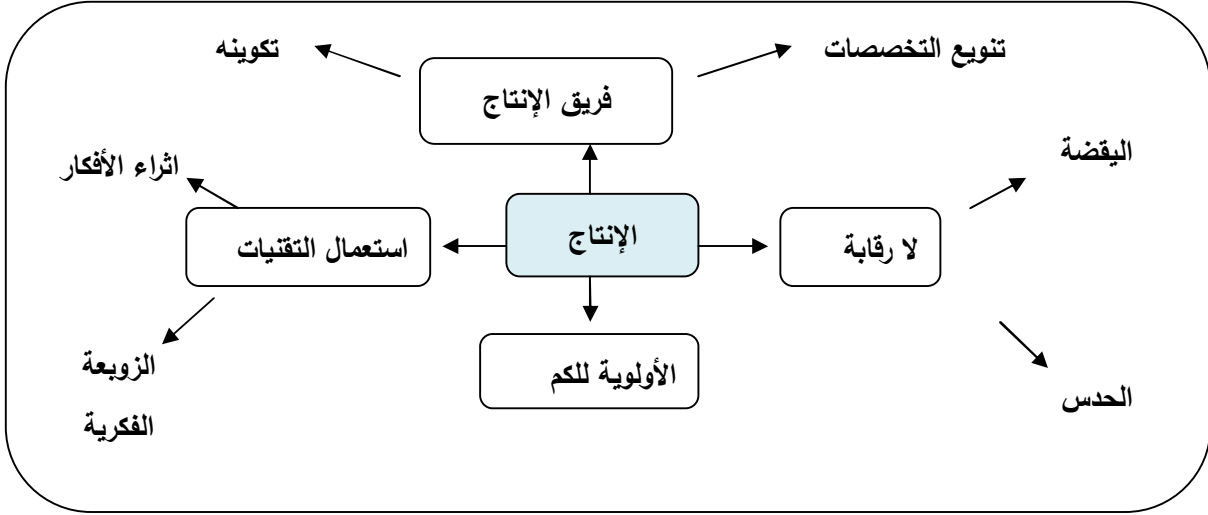 تنويع التخصصات
تكوينه
فريق الإنتاج
اليقضة
اثراء الأفكار
لا رقابة
الإنتاج
استعمال التقنيات
الأولوية للكم
الحدس
الزوبعة
الفكرية